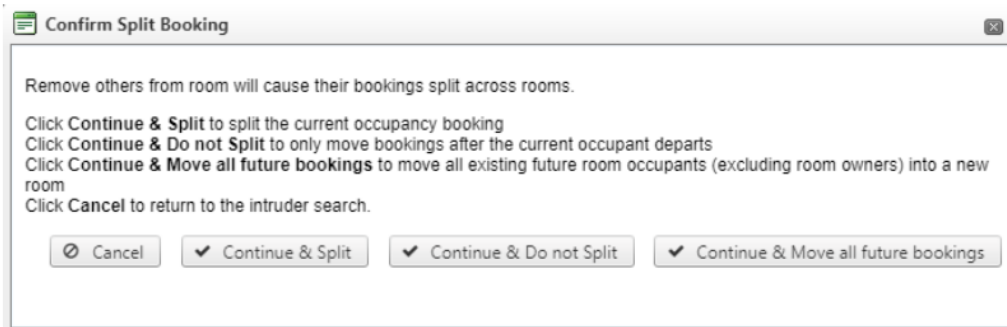 Confirm Split Booking
Remove others from room will cause their bookings split across rooms.
Click Continue & Split to split the current occupancy booking
Click Continue & Do not Split to only move bookings after the current occupant departs
Click Continue & Move all future bookings to move all existing future room occupants (excluding room owners) into a new
room
Click Cancel to return to the intruder search.
Cancel Continue & Split Continue & Do not Split Continue & Move all future bookings